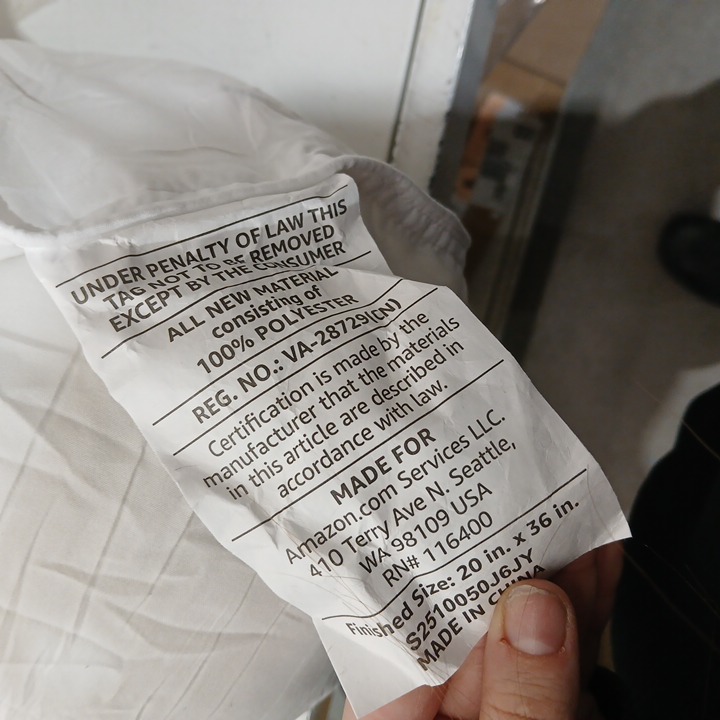 UNDER PENALTY OF LAW THIS
TAG NOT TO BE REMOVED
EXCEPT BY THE CONSUMER
ALL NEW MATERIAL
consisting of
100% POLYESTER
REG. NO.: VA-28729(CN)
Certification is made by the
manufacturer that the materials
in this article are described in
accordance with law.
MADE FOR
Amazon.com Services LLC.
410 Terry Ave N. Seattle,
WA 98109 USA
RN# 116400
Finished Size: 20 in. x 36 in.
S2510050J6JY
MADE IN CHINA